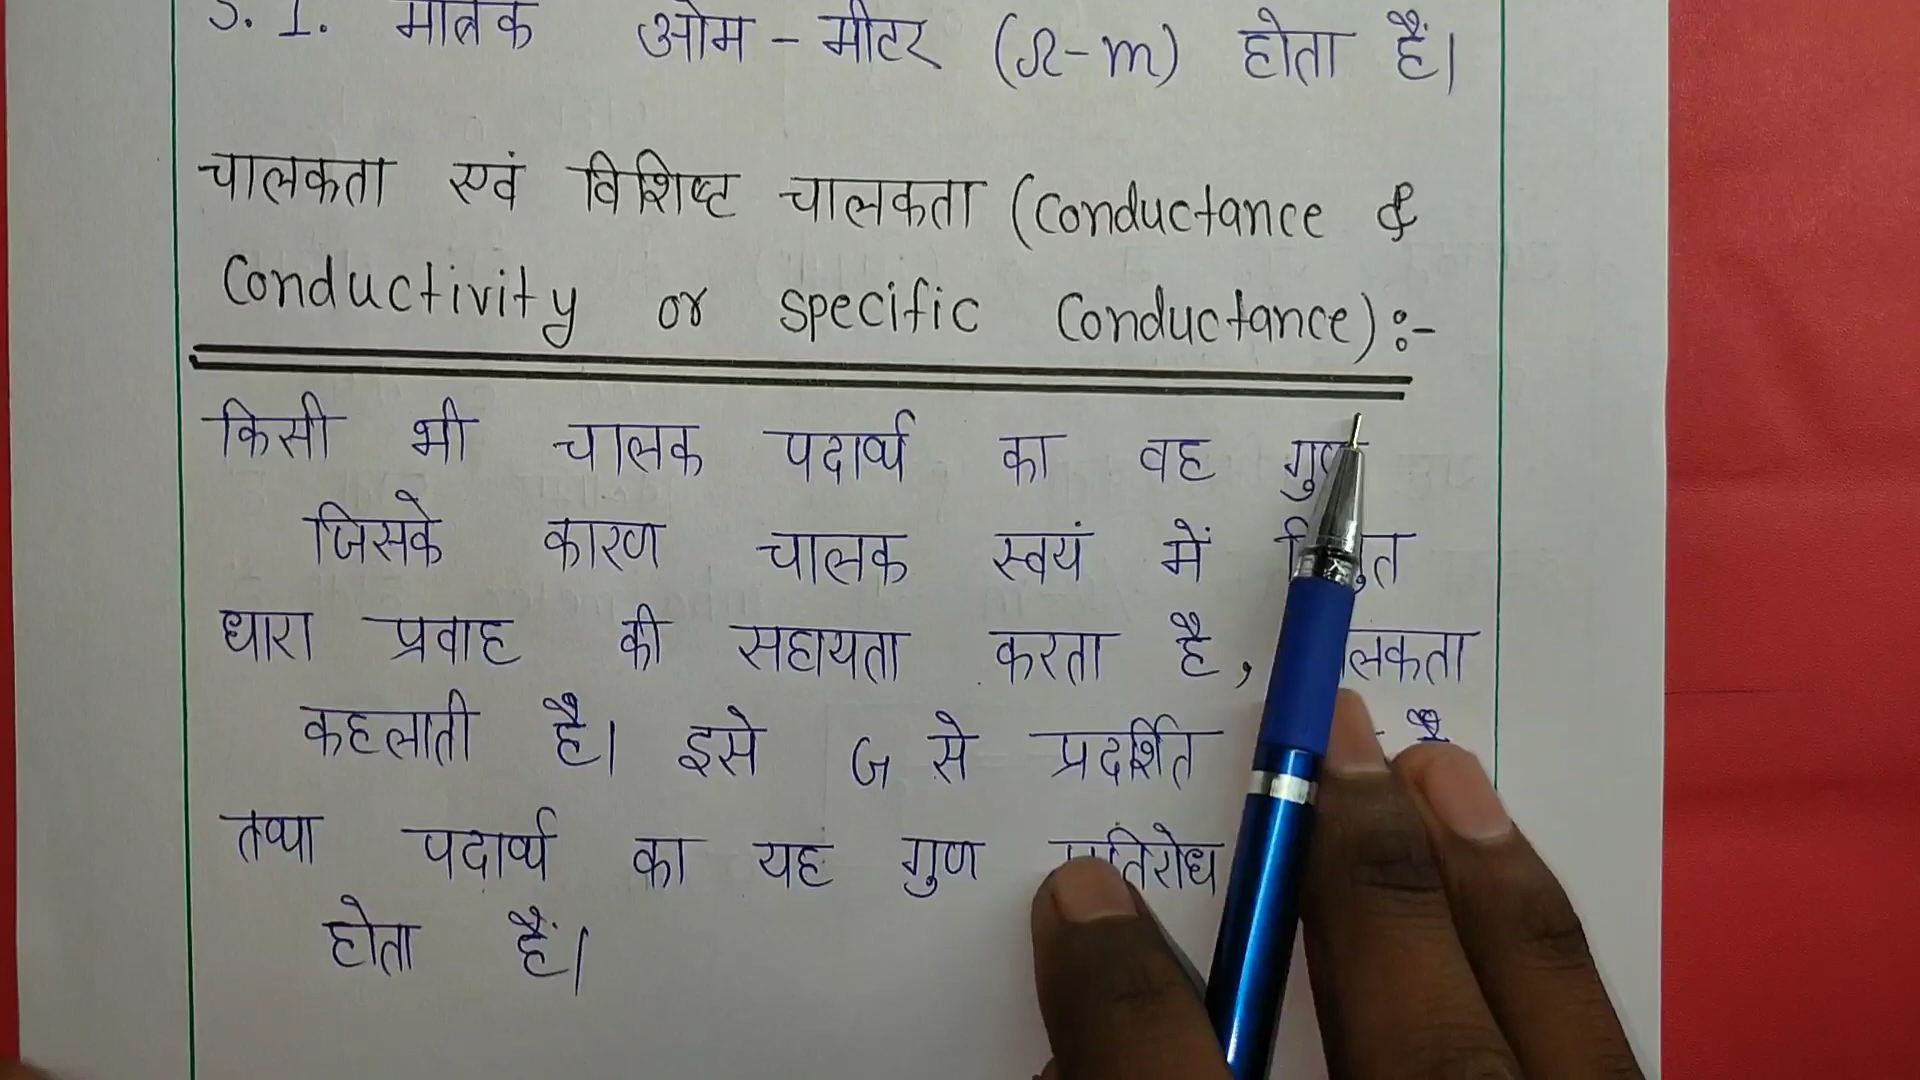 S. I. मात्रक ओम - मीटर (Ω-m) होता हैं।
चालकता एवं विशिष्ट चालकता (Conductance &
Conductivity or specific Conductance) :-
किसी भी चालक पदार्थ का वह
जिसके कारण चालक स्वयं में
धारा प्रवाह की सहायता करता है,
कहलाती है। इसे G से प्रदर्शित
तथा पदार्थ का यह गुण प्रतिरोध
होता हैं।